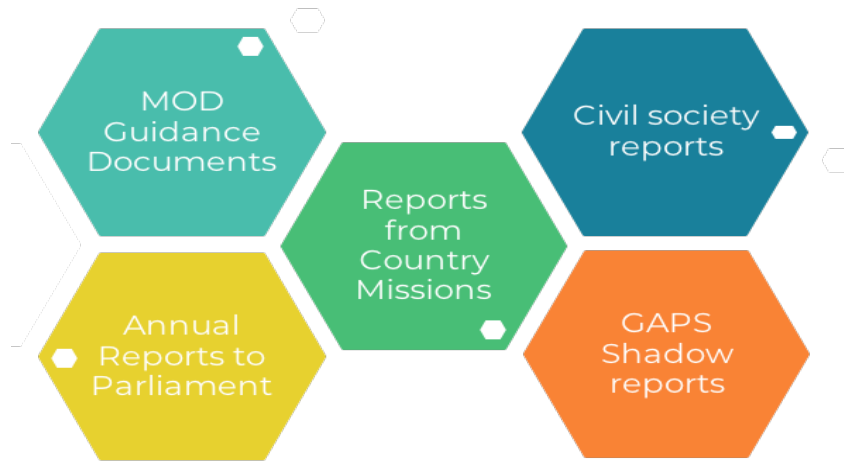 MOD
Guidance
Documents
Civil society
reports
Reports
from
Country
Missions
Annual
Reports to
Parliament
GAPS
Shadow
reports